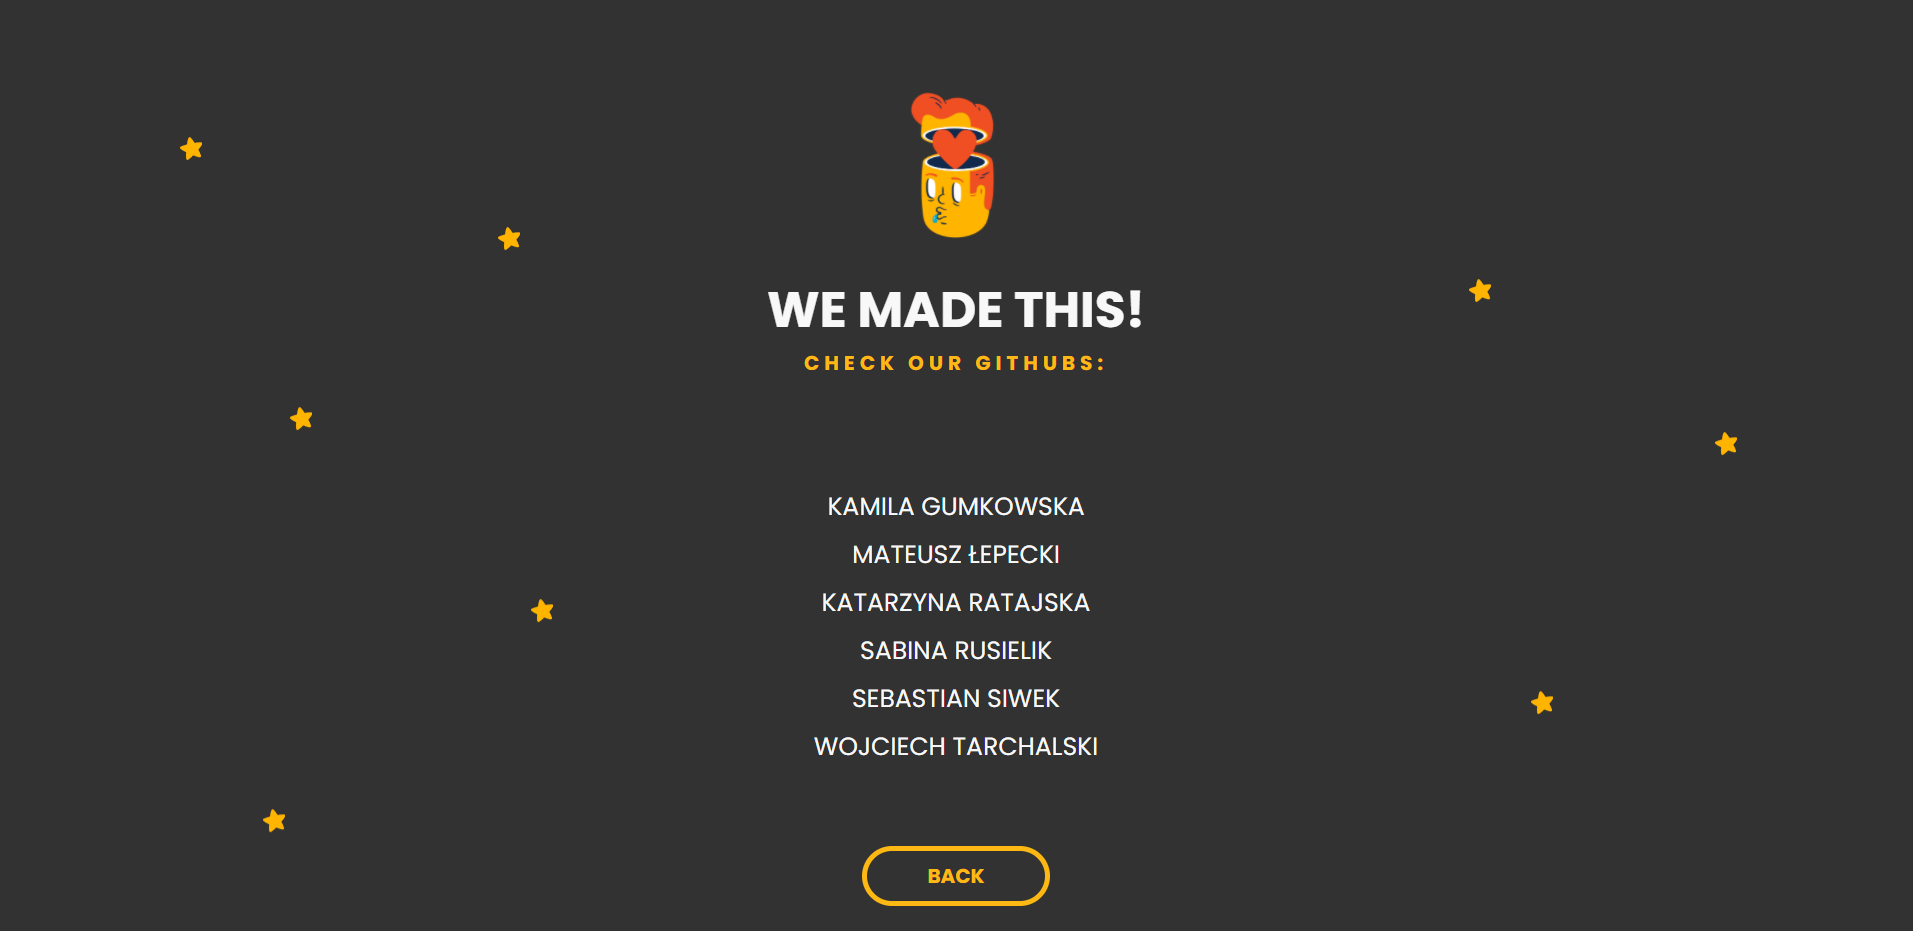 WE MADE THIS!
CHECK OUR GITHUBS:
KAMILA GUMKOWSKA
MATEUSZ ŁEPECKI
KATARZYNA RATAJSKA
SABINA RUSIELIK
SEBASTIAN SIWEK
WOJCIECH TARCHALSKI
BACK